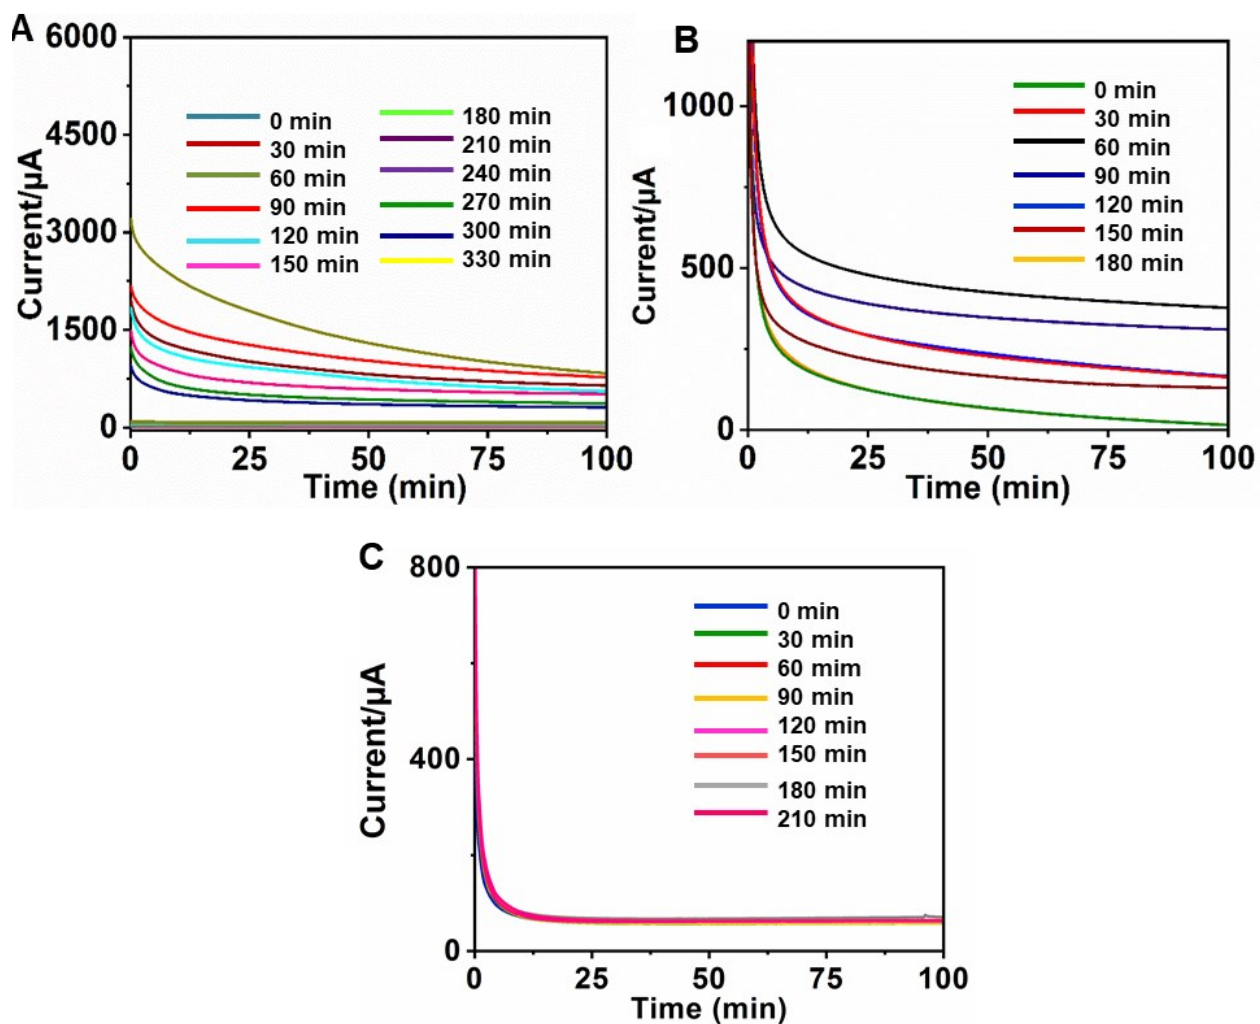 A
6000
4500
3000
1500
0
Current/μA
0 min
30 min
60 min
90 min
120 min
150 min
180 min
210 min
240 min
270 min
300 min
330 min
0 25 50 75 100
Time (min)
B
1000
500
0
Current/μA
0 min
30 min
60 min
90 min
120 min
150 min
180 min
0 25 50 75 100
Time (min)
C
800
400
0
Current/μA
0 min
30 min
60 mim
90 min
120 min
150 min
180 min
210 min
0 25 50 75 100
Time (min)